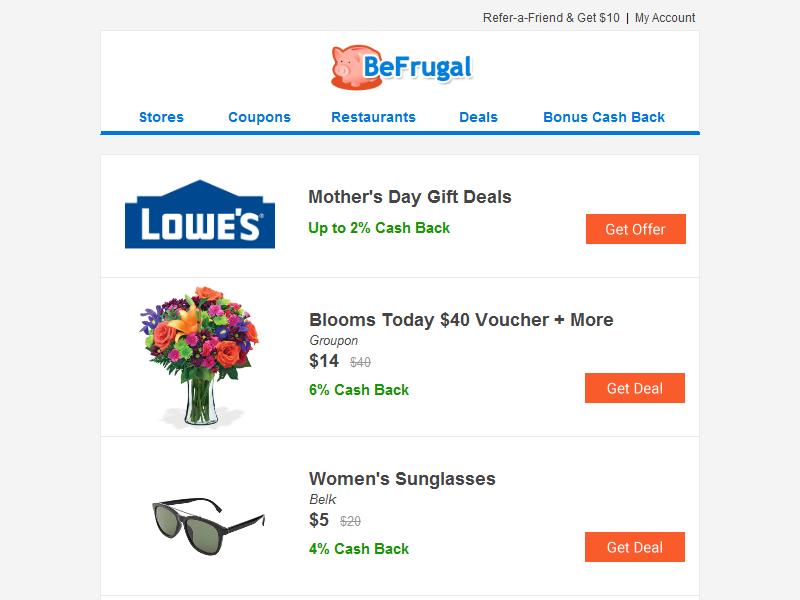 Refer-a-Friend & Get $10 | My Account
BeFrugal
Stores Coupons Restaurants Deals Bonus Cash Back
LOWE'S®
Mother's Day Gift Deals
Up to 2% Cash Back
Get Offer
Blooms Today $40 Voucher + More
Groupon
$14 $40
6% Cash Back
Get Deal
Women's Sunglasses
Belk
$5 $20
4% Cash Back
Get Deal